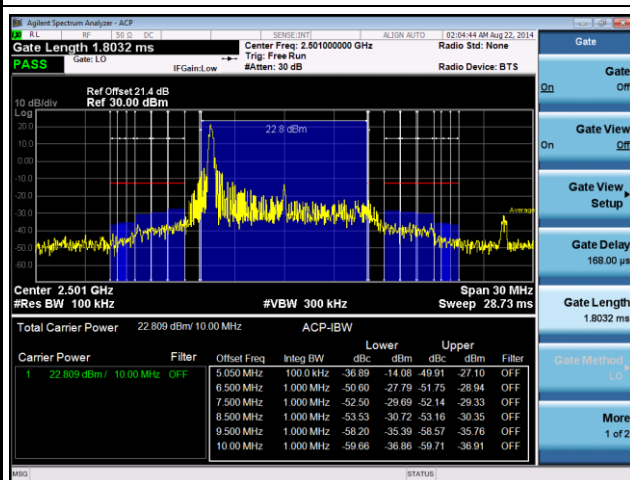 Agilent Spectrum Analyzer - ACP
RL RF 50 Ω DC SENSE:INT ALIGN AUTO 02:04:44 AM Aug 22, 2014
Gate Length 1.8032 ms
Center Freq: 2.501000000 GHz
Radio Std: None
PASS
Gate: LO
IFGain:Low
Trig: Free Run
#Atten: 30 dB
Radio Device: BTS
Ref Offset 21.4 dB
10 dB/div Ref 30.00 dBm
Log
20.0
10.0
0.00
-10.0
-20.0
-30.0
-40.0
-50.0
-60.0
22.8 dBm
Average
Center 2.501 GHz Span 30 MHz
#Res BW 100 kHz #VBW 300 kHz Sweep 28.73 ms
Total Carrier Power 22.809 dBm/ 10.00 MHz ACP-IBW
Lower Upper
Carrier Power Filter Offset Freq Integ BW dBc dBm dBc dBm Filter
1 22.809 dBm / 10.00 MHz OFF 5.050 MHz 100.0 kHz -36.89 -14.08 -49.91 -27.10 OFF
6.500 MHz 1.000 MHz -50.60 -27.79 -51.75 -28.94 OFF
7.500 MHz 1.000 MHz -52.50 -29.69 -52.14 -29.33 OFF
8.500 MHz 1.000 MHz -53.53 -30.72 -53.16 -30.35 OFF
9.500 MHz 1.000 MHz -58.20 -35.39 -58.57 -35.76 OFF
10.00 MHz 1.000 MHz -59.66 -36.86 -59.71 -36.91 OFF
MSG STATUS
Gate
Gate
On Off
Gate View
On Off
Gate View
Setup
Gate Delay
168.00 µs
Gate Length
1.8032 ms
Gate Method
LO
More
1 of 2